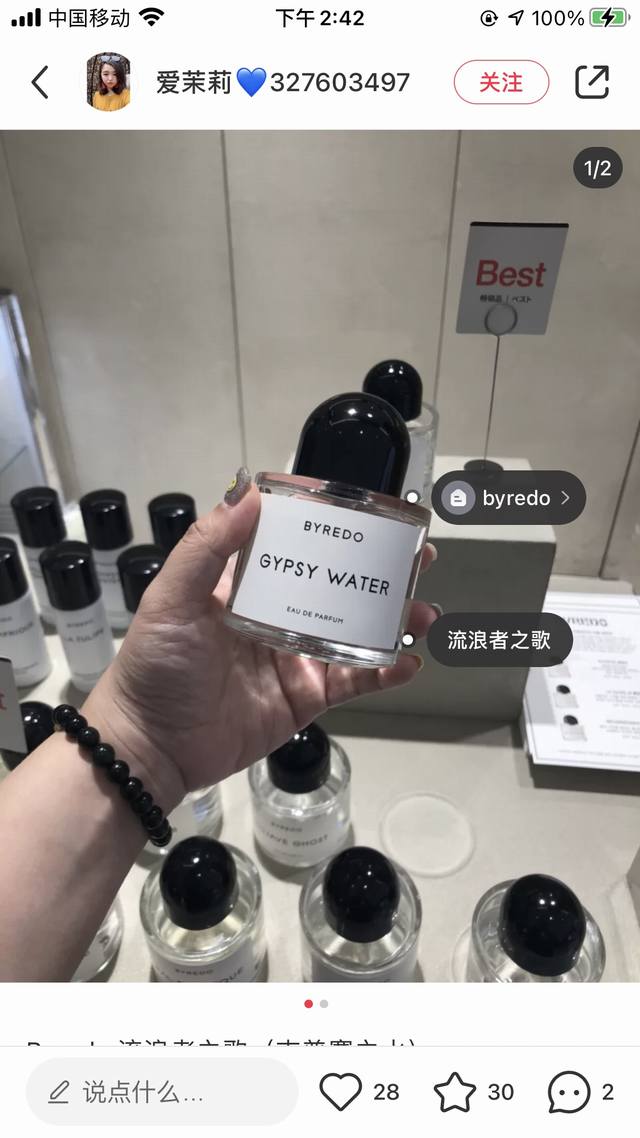 中国移动
下午2:42
100%
爱茉莉💙327603497
关注
1/2
Best
BYREDO
GYPSY WATER
EAU DE PARFUM
byredo
流浪者之歌
BYREDO
说点什么...
28
30
2